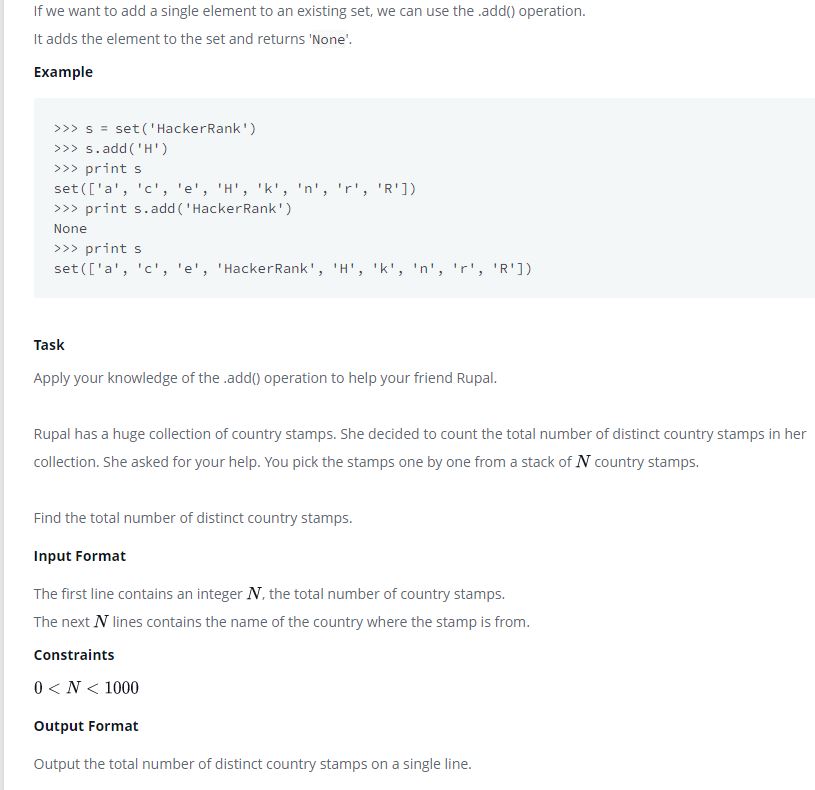 If we want to add a single element to an existing set, we can use the .add() operation.
It adds the element to the set and returns 'None'.
Example
>>> s = set('HackerRank')
>>> s.add('H')
>>> print s
set(['a', 'c', 'e', 'H', 'k', 'n', 'r', 'R'])
>>> print s.add('HackerRank')
None
>>> print s
set(['a', 'c', 'e', 'HackerRank', 'H', 'k', 'n', 'r', 'R'])
Task
Apply your knowledge of the .add() operation to help your friend Rupal.
Rupal has a huge collection of country stamps. She decided to count the total number of distinct country stamps in her
collection. She asked for your help. You pick the stamps one by one from a stack of N country stamps.
Find the total number of distinct country stamps.
Input Format
The first line contains an integer N, the total number of country stamps.
The next N lines contains the name of the country where the stamp is from.
Constraints
0 < N < 1000
Output Format
Output the total number of distinct country stamps on a single line.